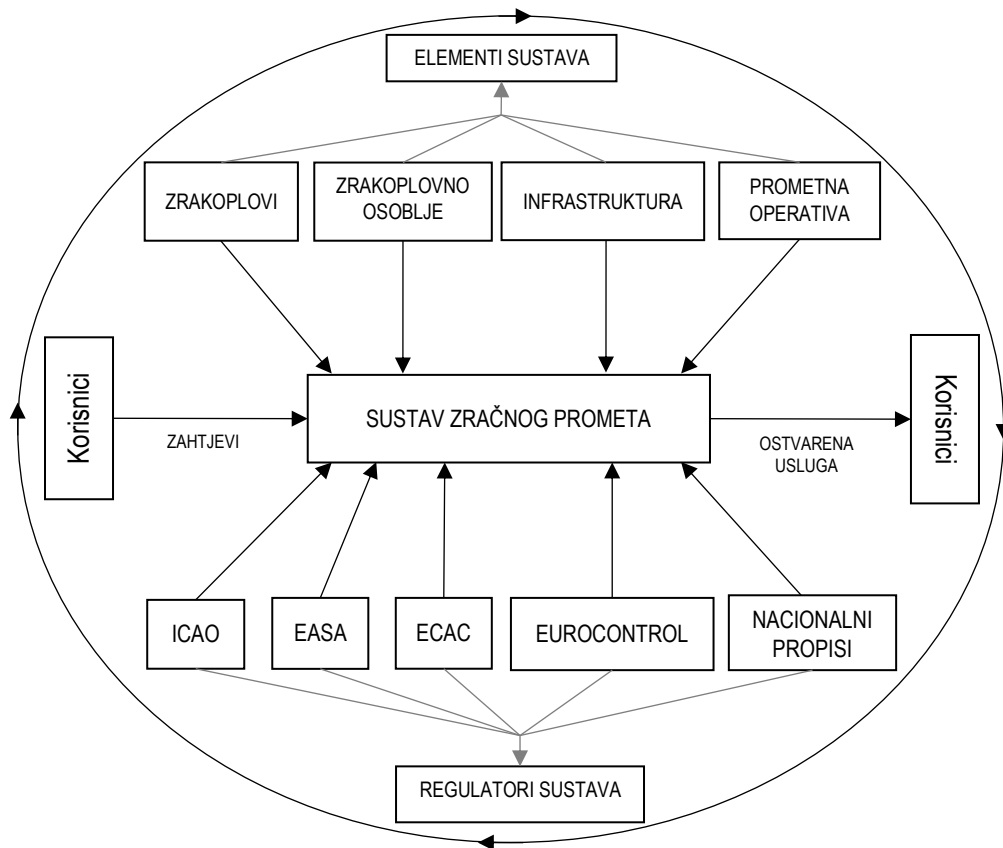 ELEMENTI SUSTAVA
ZRAKOPLOVI
ZRAKOPLOVNO
OSOBLJE
INFRASTRUKTURA
PROMETNA
OPERATIVA
Korisnici
ZAHTJEVI
SUSTAV ZRAČNOG PROMETA
OSTVARENA
USLUGA
Korisnici
ICAO
EASA
ECAC
EUROCONTROL
NACIONALNI
PROPISI
REGULATORI SUSTAVA